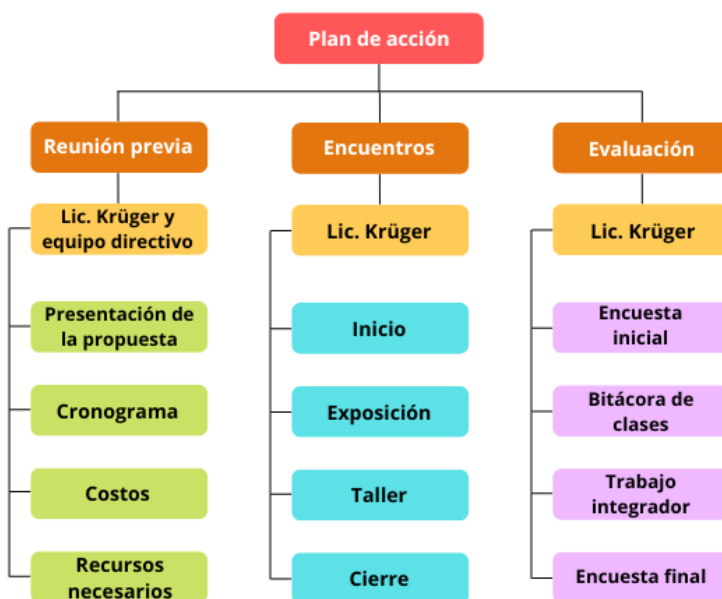 Plan de acción
Reunión previa
Lic. Krüger y
equipo directivo
Presentación de
la propuesta
Cronograma
Costos
Recursos
necesarios
Encuentros
Lic. Krüger
Inicio
Exposición
Taller
Cierre
Evaluación
Lic. Krüger
Encuesta
inicial
Bitácora de
clases
Trabajo
integrador
Encuesta final